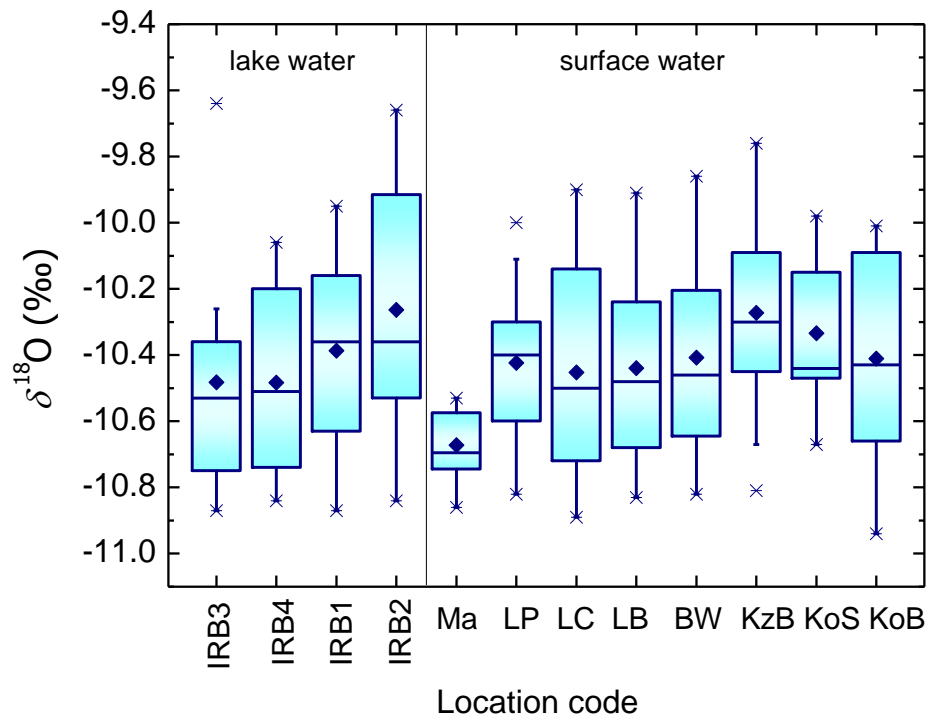 lake water
surface water
-9.4
-9.6
-9.8
-10.0
-10.2
-10.4
-10.6
-10.8
-11.0
δ¹⁸O (‰)
IRB3 IRB4 IRB1 IRB2 Ma LP LC LB BW KzB KoS KoB
Location code